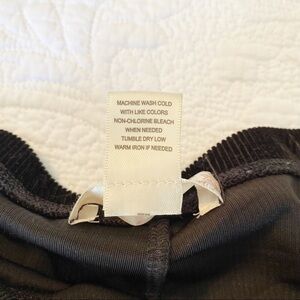 MACHINE WASH COLD
WITH LIKE COLORS
NON-CHLORINE BLEACH
WHEN NEEDED
TUMBLE DRY LOW
WARM IRON IF NEEDED